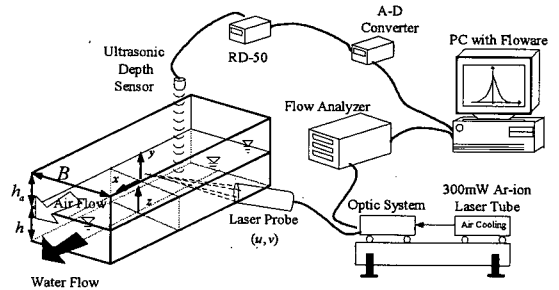 A-D
Converter
RD-50
PC with Floware
Ultrasonic
Depth
Sensor
Flow Analyzer
y
B
x
h_a
Air Flow
z
h
300mW Ar-ion
Laser Tube
Optic System
Air Cooling
Laser Probe
(u, v)
Water Flow